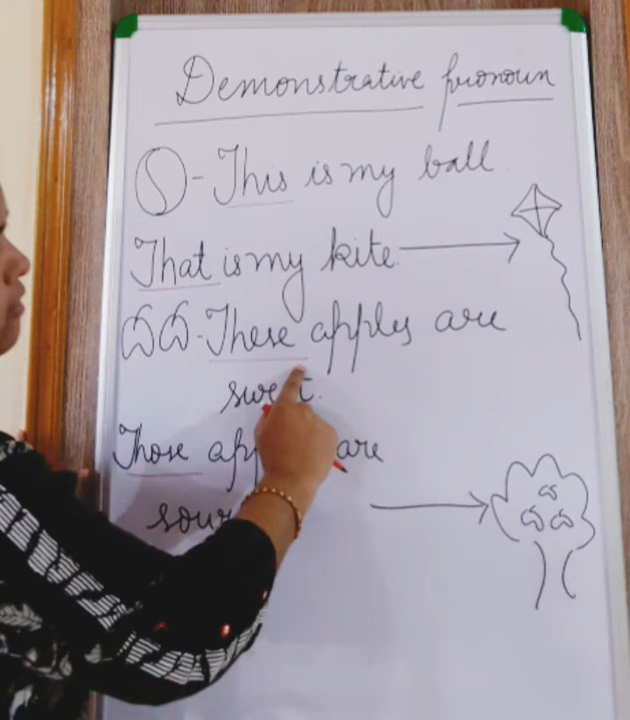 Demonstrative pronoun
- This is my ball.
That is my kite.
- These apples are
Those are
sour